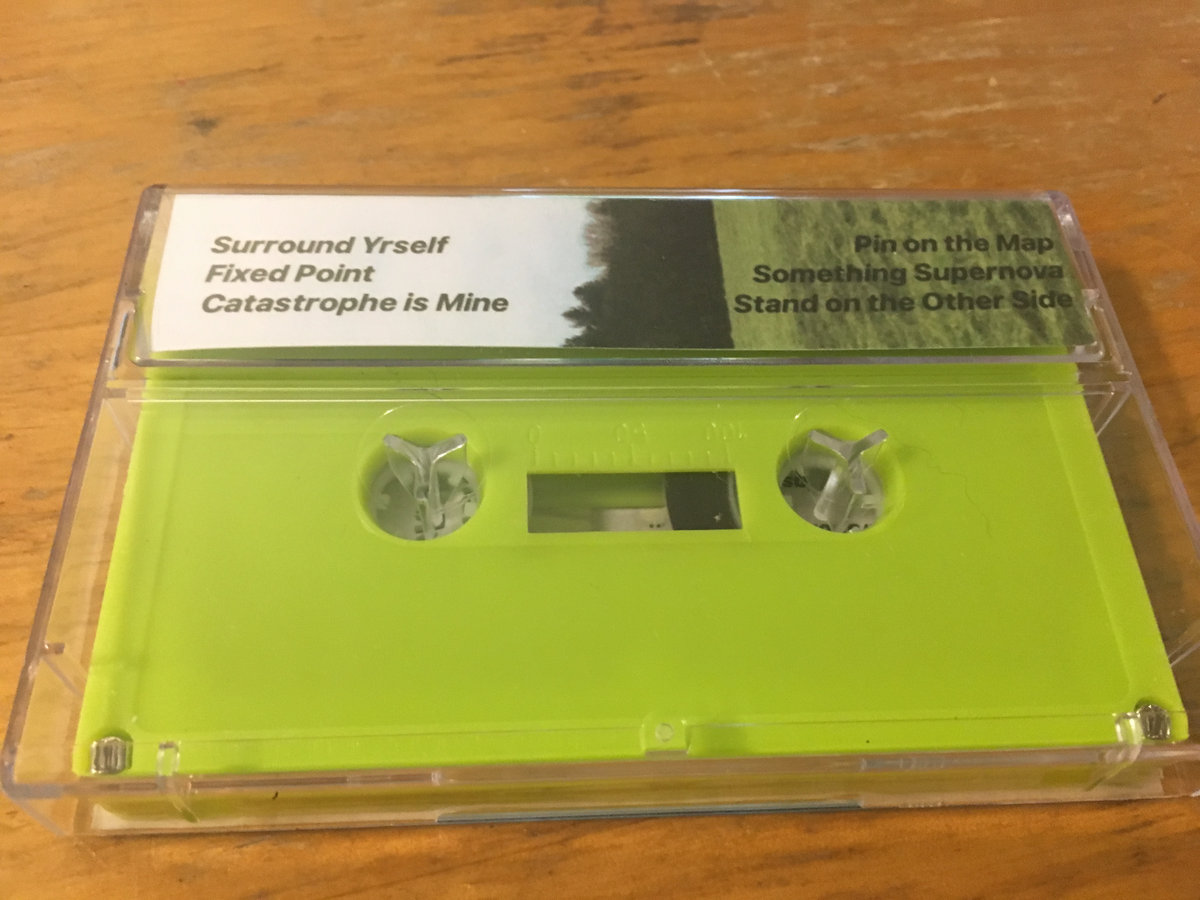 Surround Yrself
Fixed Point
Catastrophe is Mine
Pin on the Map
Something Supernova
Stand on the Other Side